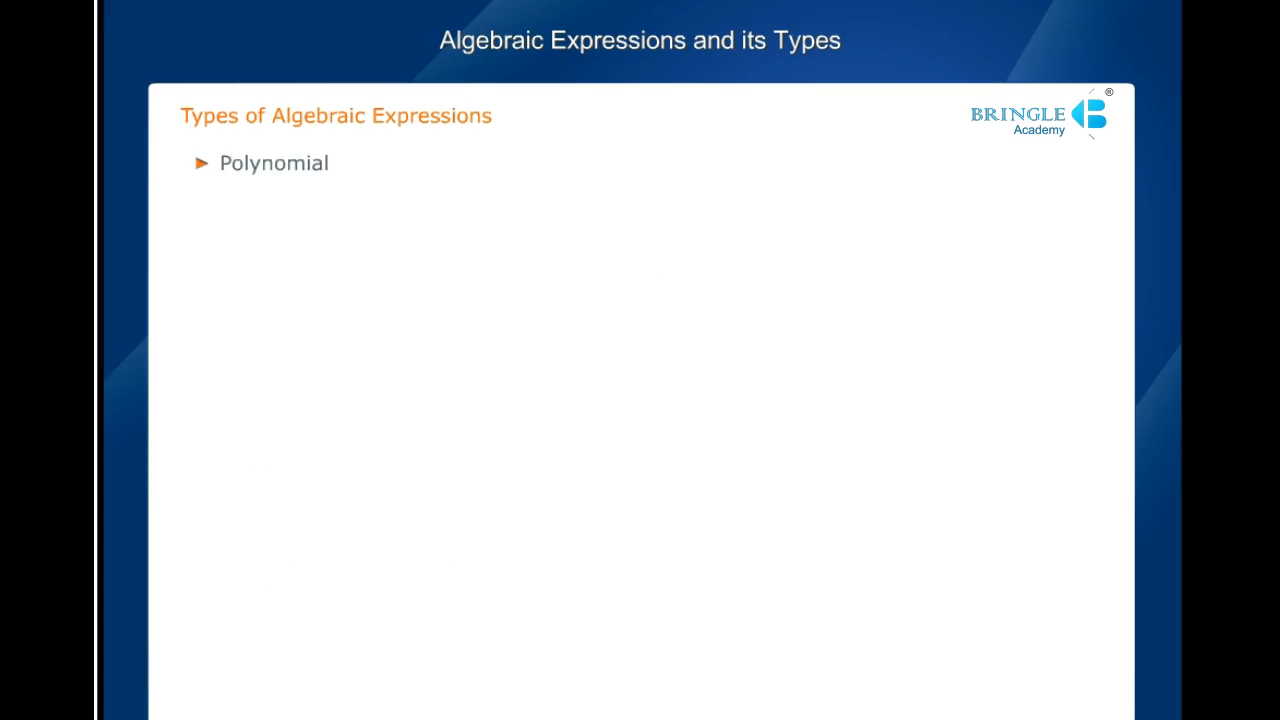 Algebraic Expressions and its Types
Types of Algebraic Expressions
BRINGLE
Academy
®
Polynomial